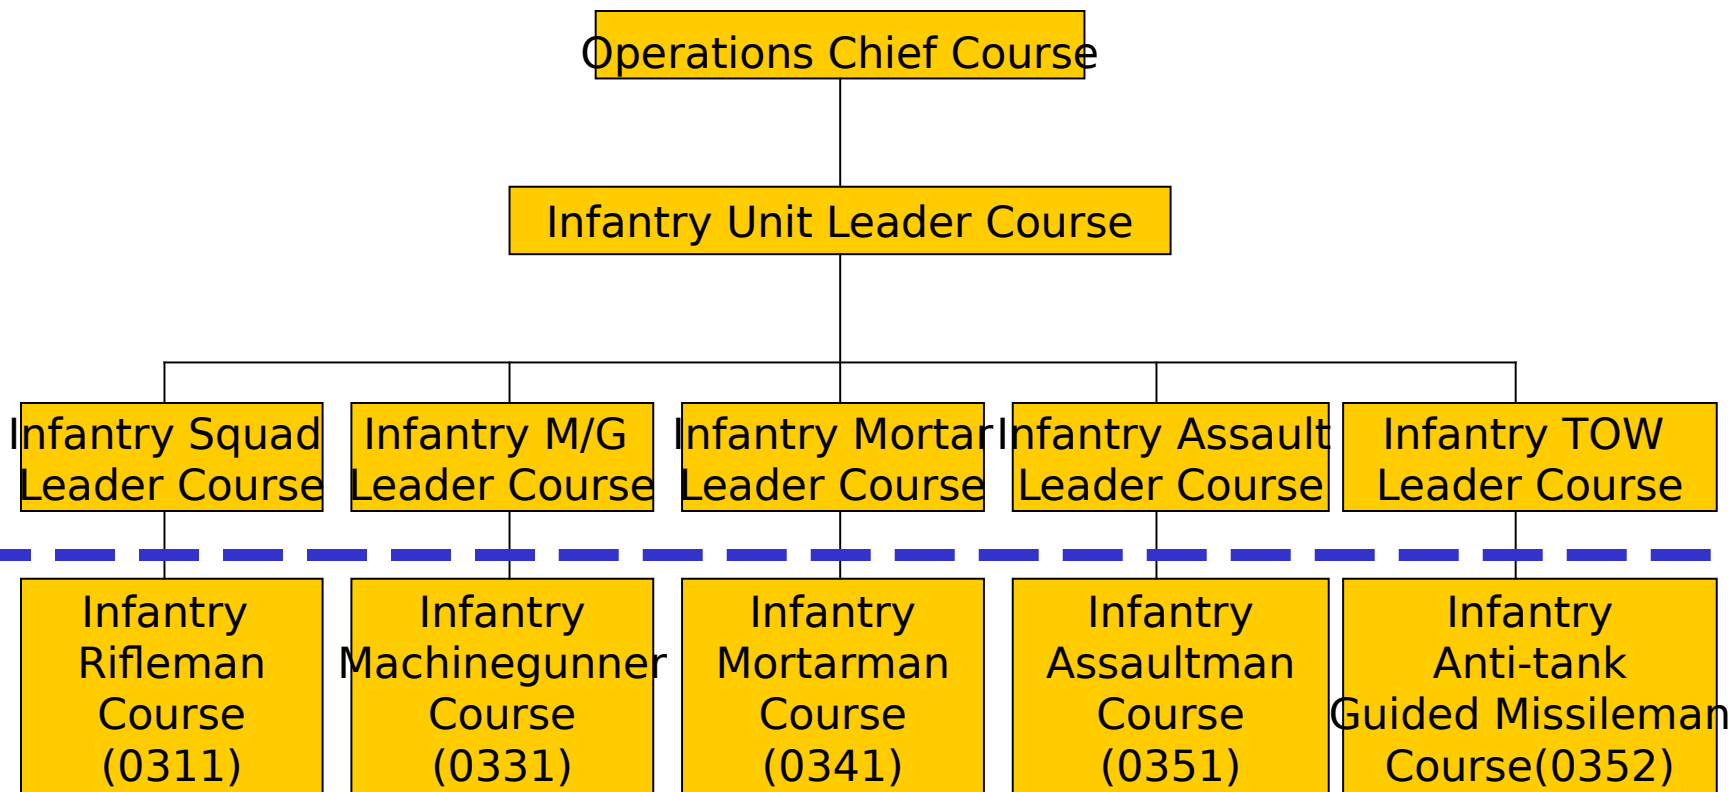 Operations Chief Course
Infantry Unit Leader Course
Infantry Squad
Leader Course
Infantry M/G
Leader Course
Infantry Mortar
Leader Course
Infantry Assault
Leader Course
Infantry TOW
Leader Course
Infantry
Rifleman
Course
(0311)
Infantry
Machinegunner
Course
(0331)
Infantry
Mortarman
Course
(0341)
Infantry
Assaultman
Course
(0351)
Infantry
Anti-tank
Guided Missileman
Course(0352)